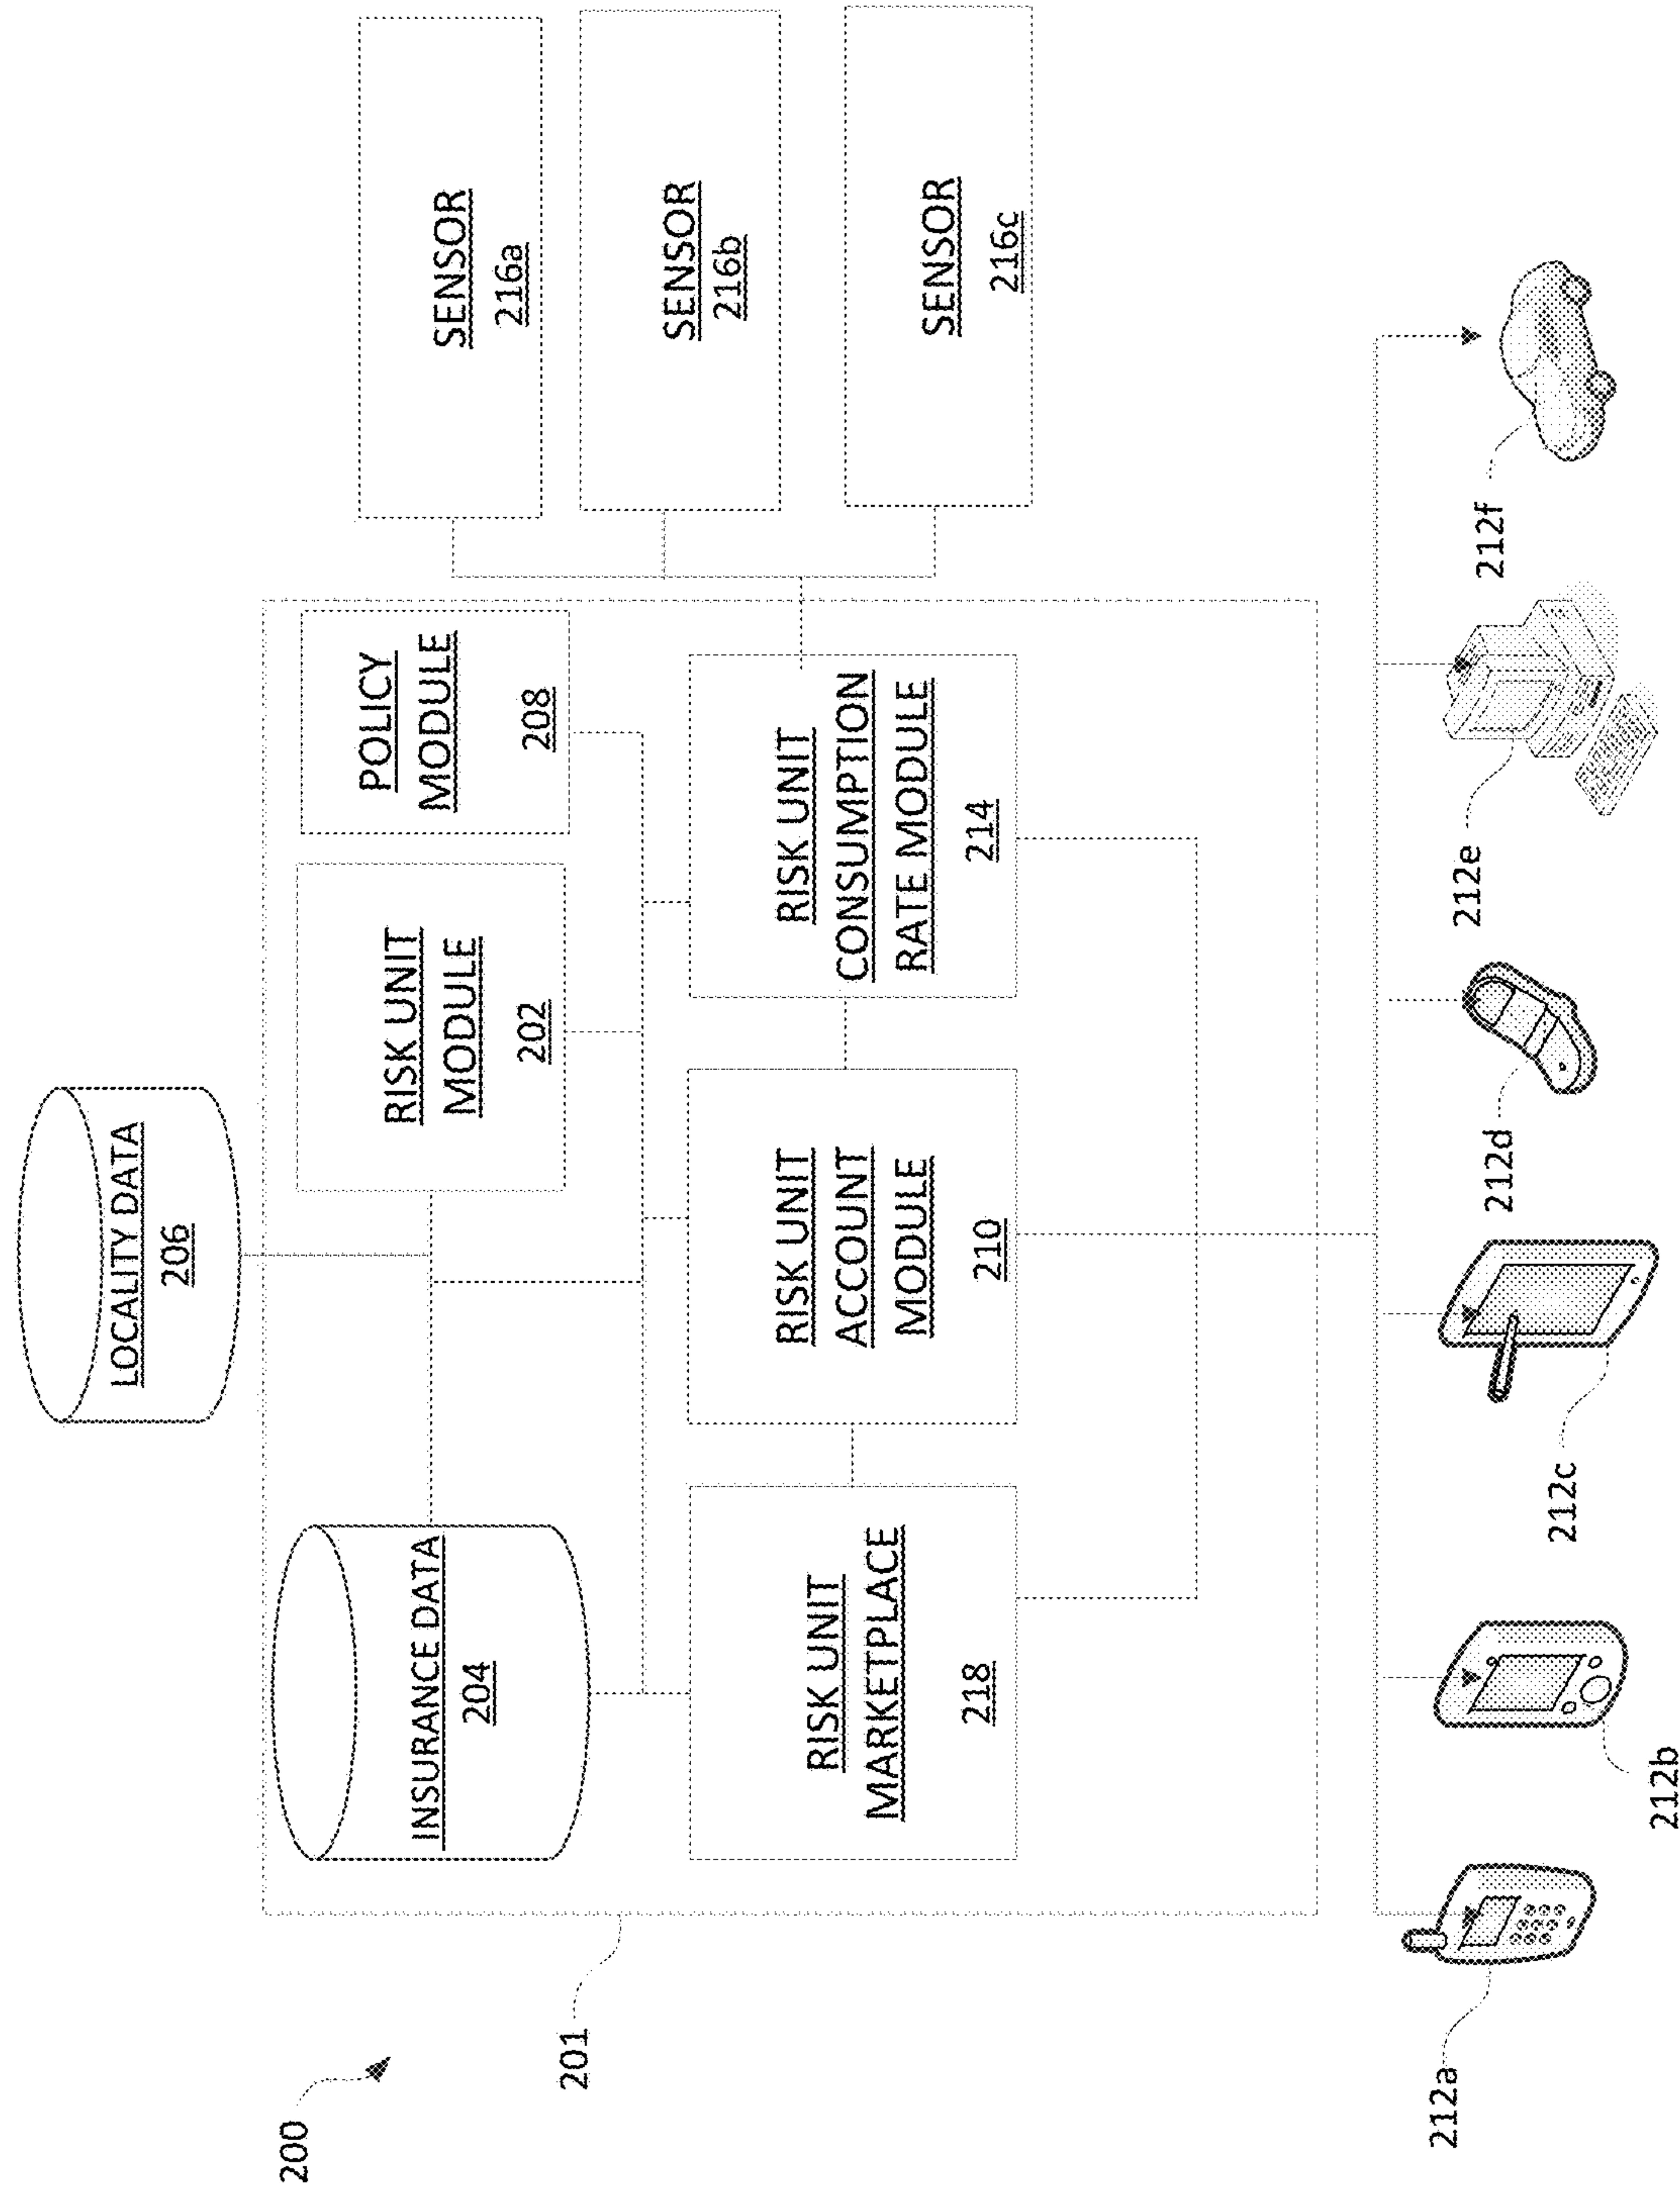 200
201
LOCALITY DATA
206
INSURANCE DATA
204
RISK UNIT
MODULE
202
POLICY
MODULE
208
SENSOR
216a
SENSOR
216b
SENSOR
216c
RISK UNIT
MARKETPLACE
218
RISK UNIT
ACCOUNT
MODULE
210
RISK UNIT
CONSUMPTION
RATE MODULE
214
212a
212b
212c
212d
212e
212f